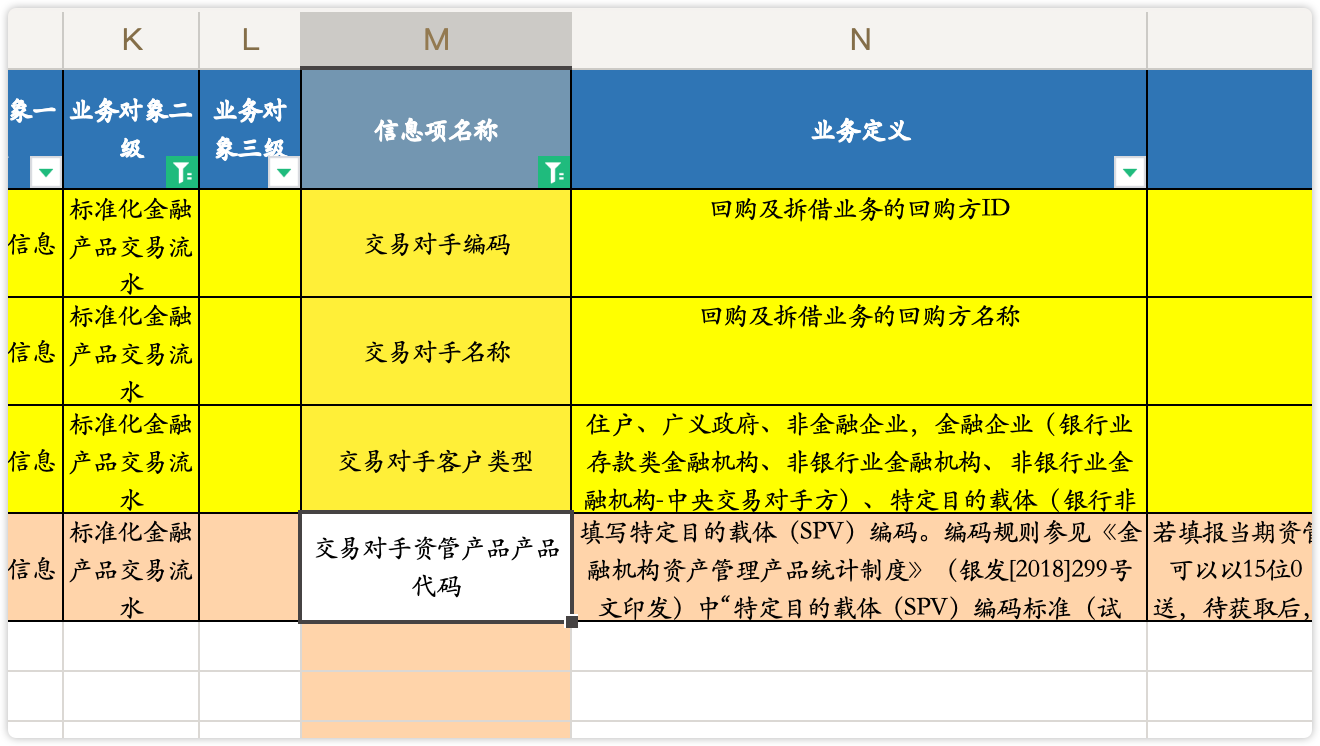 K
L
M
N
象一
业务对象二
级
业务对
象三级
信息项名称
业务定义
信息
标准化金融
产品交易流
水
交易对手编码
回购及拆借业务的回购方ID
信息
标准化金融
产品交易流
水
交易对手名称
回购及拆借业务的回购方名称
信息
标准化金融
产品交易流
水
交易对手客户类型
住户、广义政府、非金融企业，金融企业（银行业
存款类金融机构、非银行业金融机构、非银行业金
融机构-中央交易对手方）、特定目的载体（银行非
信息
标准化金融
产品交易流
水
交易对手资管产品产品
代码
填写特定目的载体（SPV）编码。编码规则参见《金
融机构资产管理产品统计制度》（银发[2018]299号
文印发）中“特定目的载体（SPV）编码标准（试
若填报当期资管
可以以15位0
送，待获取后，